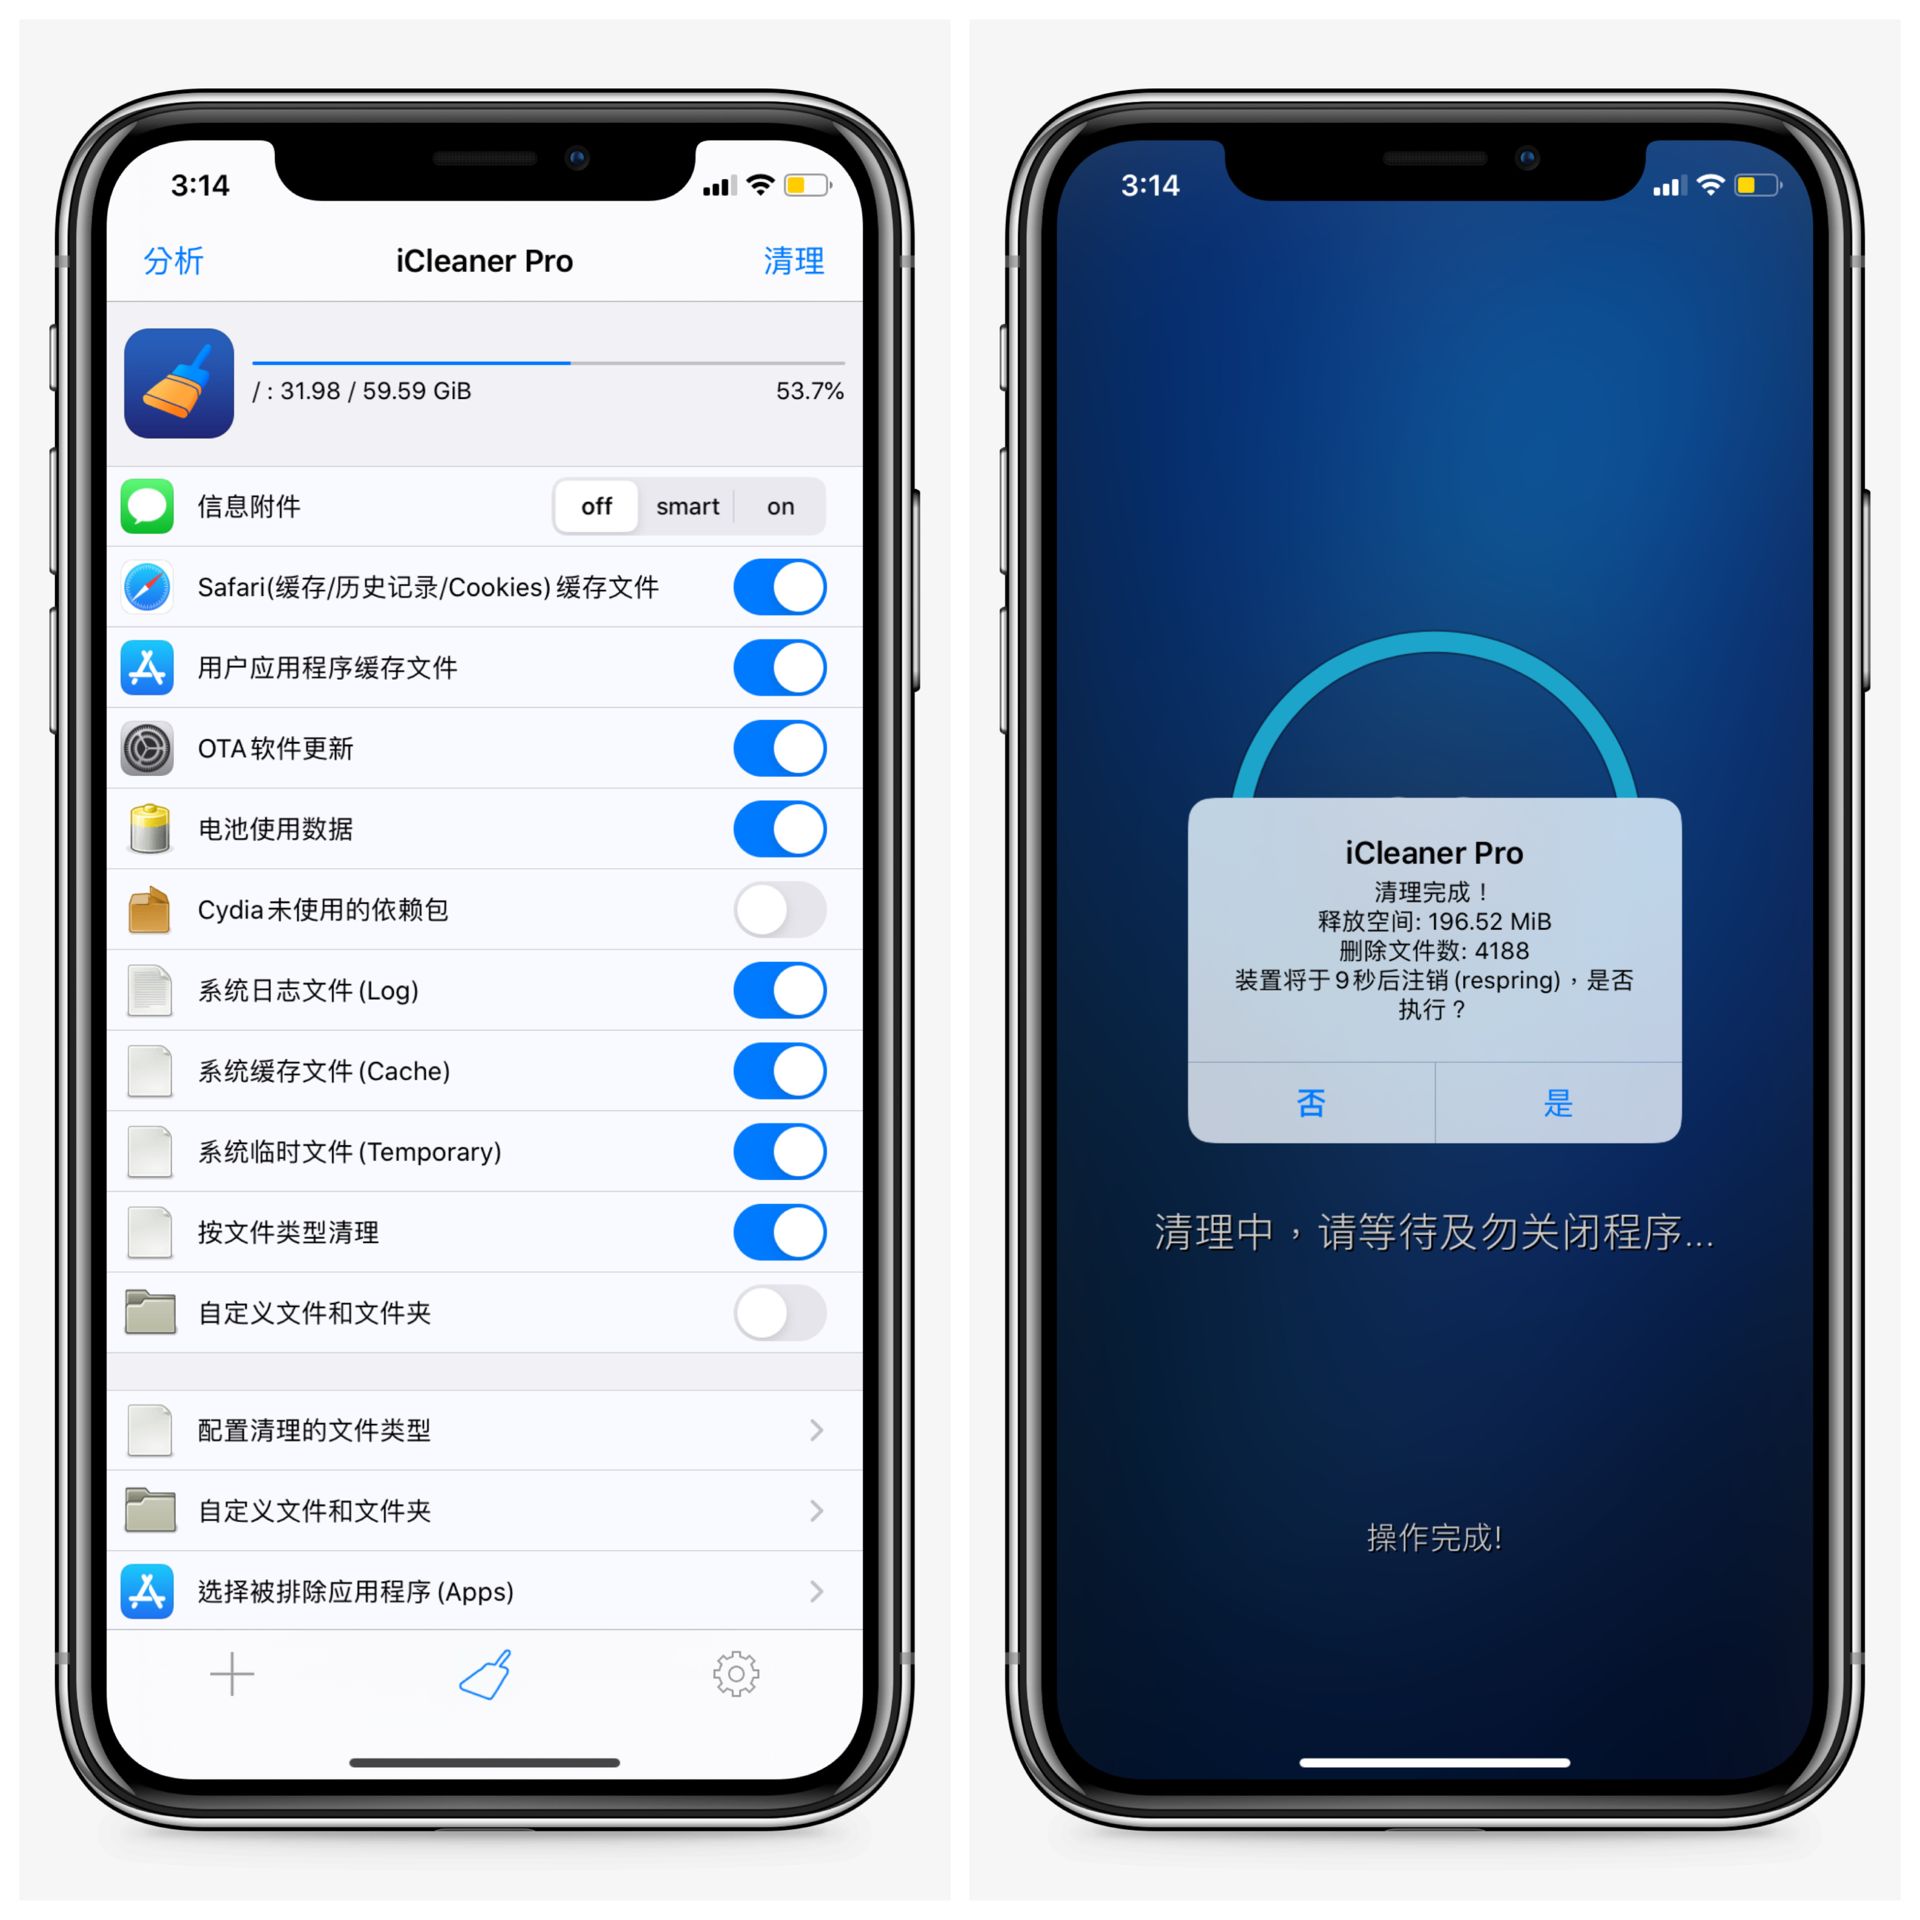 3:14
分析
iCleaner Pro
清理
/ : 31.98 / 59.59 GiB
53.7%
信息附件
off
smart
on
Safari(缓存/历史记录/Cookies)缓存文件
用户应用程序缓存文件
OTA软件更新
电池使用数据
Cydia未使用的依赖包
系统日志文件(Log)
系统缓存文件(Cache)
系统临时文件(Temporary)
按文件类型清理
自定义文件和文件夹
配置清理的文件类型
自定义文件和文件夹
选择被排除应用程序(Apps)
3:14
iCleaner Pro
清理完成！
释放空间: 196.52 MiB
删除文件数: 4188
装置将于9秒后注销(respring)，是否
执行？
否
是
清理中，请等待及勿关闭程序...
操作完成!